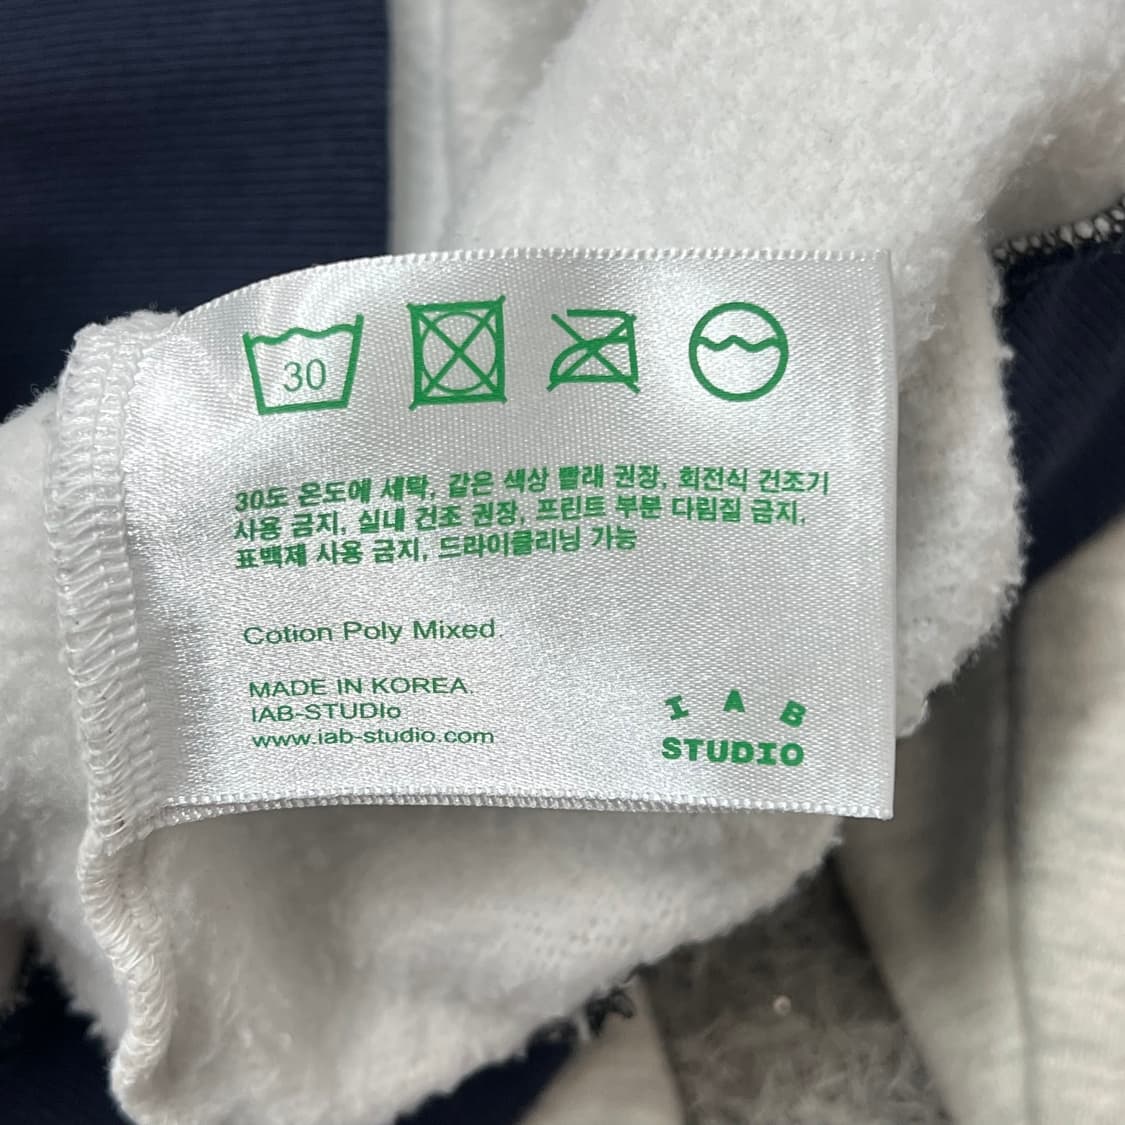 30
30도 온도에 세탁, 같은 색상 빨래 권장, 회전식 건조기
사용 금지, 실내 건조 권장, 프린트 부분 다림질 금지,
표백제 사용 금지, 드라이클리닝 가능
Cotion Poly Mixed.
MADE IN KOREA.
IAB-STUDIo
www.iab-studio.com
I A B
STUDIO